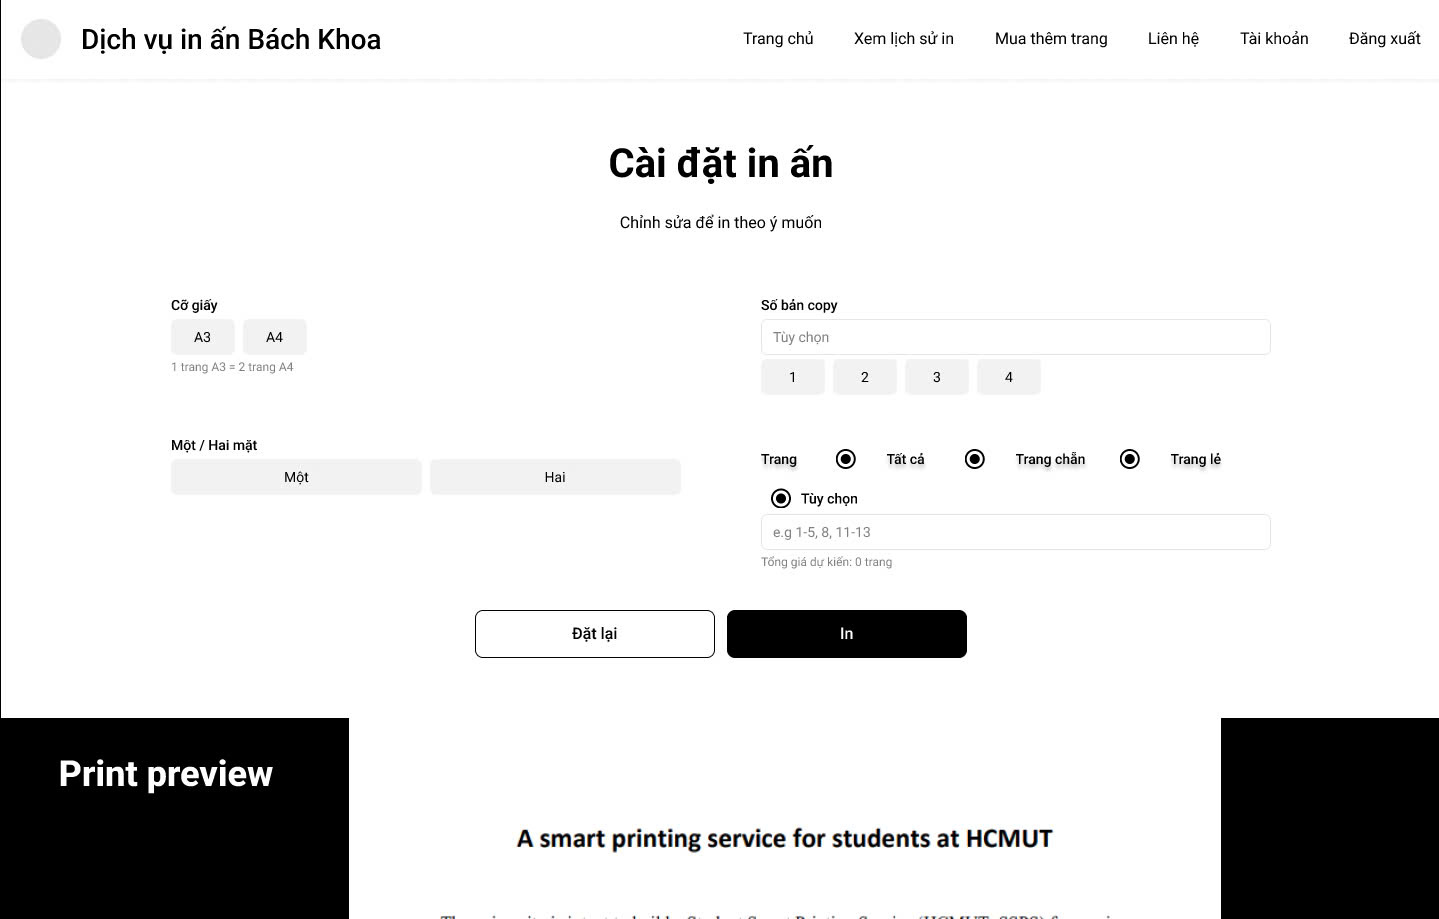 Dịch vụ in ấn Bách Khoa
Trang chủ
Xem lịch sử in
Mua thêm trang
Liên hệ
Tài khoản
Đăng xuất
Cài đặt in ấn
Chỉnh sửa để in theo ý muốn
Cỡ giấy
A3 A4
1 trang A3 = 2 trang A4
Một / Hai mặt
Một Hai
Số bản copy
Tùy chọn
1 2 3 4
Trang Tất cả Trang chẵn Trang lẻ
Tùy chọn
e.g 1-5, 8, 11-13
Tổng giá dự kiến: 0 trang
Đặt lại In
Print preview
A smart printing service for students at HCMUT